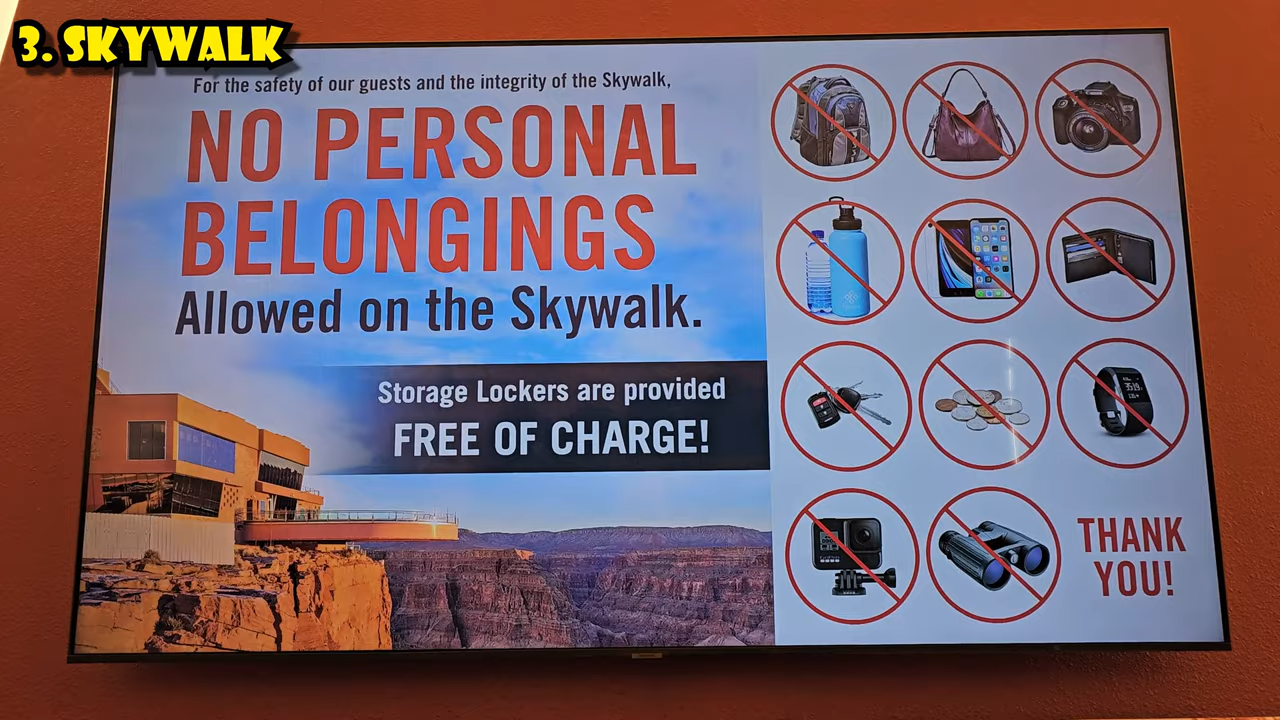 3. SKYWALK
For the safety of our guests and the integrity of the Skywalk,
NO PERSONAL
BELONGINGS
Allowed on the Skywalk.
Storage Lockers are provided
FREE OF CHARGE!
THANK
YOU!